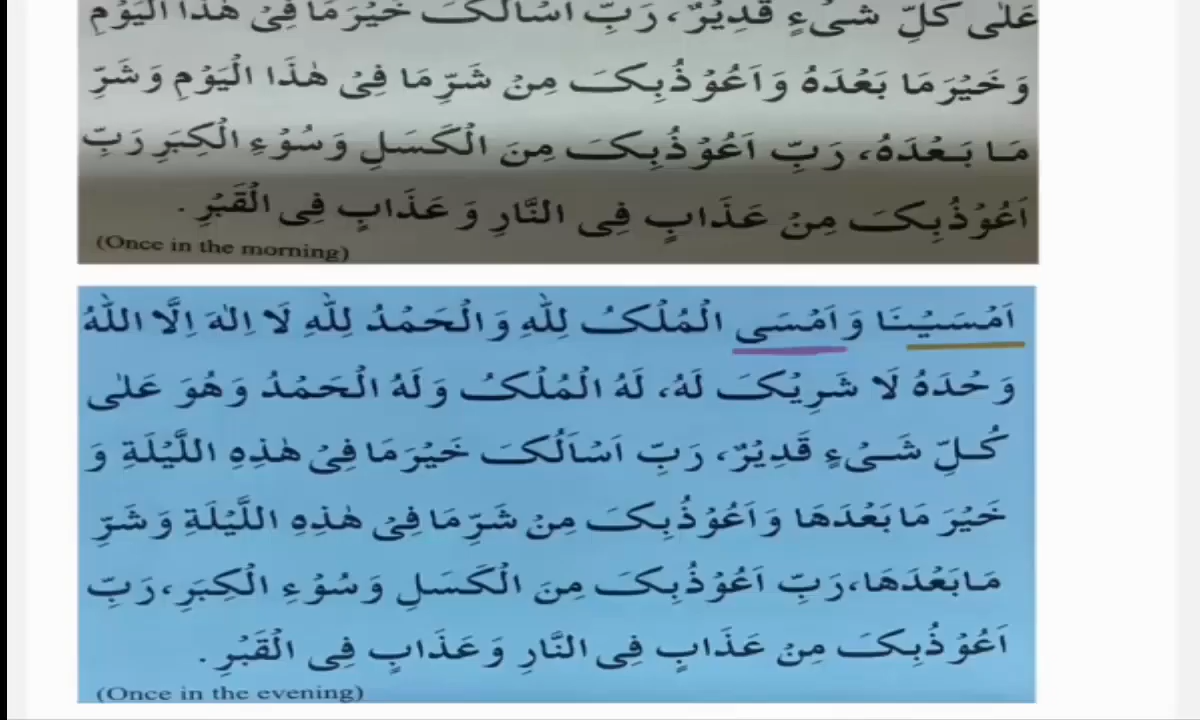 عَلٰى كُلِّ شَىْءٍ قَدِيْرٌ، رَبِّ اَسْاَلُكَ خَيْرَ مَا فِىْ هٰذَا الْيَوْمِ
وَ خَيْرَ مَا بَعْدَهُ وَ اَعُوْذُ بِكَ مِنْ شَرِّ مَا فِىْ هٰذَا الْيَوْمِ وَ شَرِّ
مَا بَعْدَهُ، رَبِّ اَعُوْذُ بِكَ مِنَ الْكَسَلِ وَ سُوْءِ الْكِبَرِ رَبِّ
اَعُوْذُ بِكَ مِنْ عَذَابٍ فِى النَّارِ وَ عَذَابٍ فِى الْقَبْرِ .
(Once in the morning)
اَمْسَيْنَا وَ اَمْسَى الْمُلْكُ لِلّٰهِ وَ الْحَمْدُ لِلّٰهِ لَا اِلٰهَ اِلَّا اللّٰهُ
وَحْدَهُ لَا شَرِيْكَ لَهُ، لَهُ الْمُلْكُ وَ لَهُ الْحَمْدُ وَ هُوَ عَلٰى
كُلِّ شَىْءٍ قَدِيْرٌ، رَبِّ اَسْاَلُكَ خَيْرَ مَا فِىْ هٰذِهِ اللَّيْلَةِ وَ
خَيْرَ مَا بَعْدَهَا وَ اَعُوْذُ بِكَ مِنْ شَرِّ مَا فِىْ هٰذِهِ اللَّيْلَةِ وَ شَرِّ
مَا بَعْدَهَا، رَبِّ اَعُوْذُ بِكَ مِنَ الْكَسَلِ وَ سُوْءِ الْكِبَرِ، رَبِّ
اَعُوْذُ بِكَ مِنْ عَذَابٍ فِى النَّارِ وَ عَذَابٍ فِى الْقَبْرِ .
(Once in the evening)